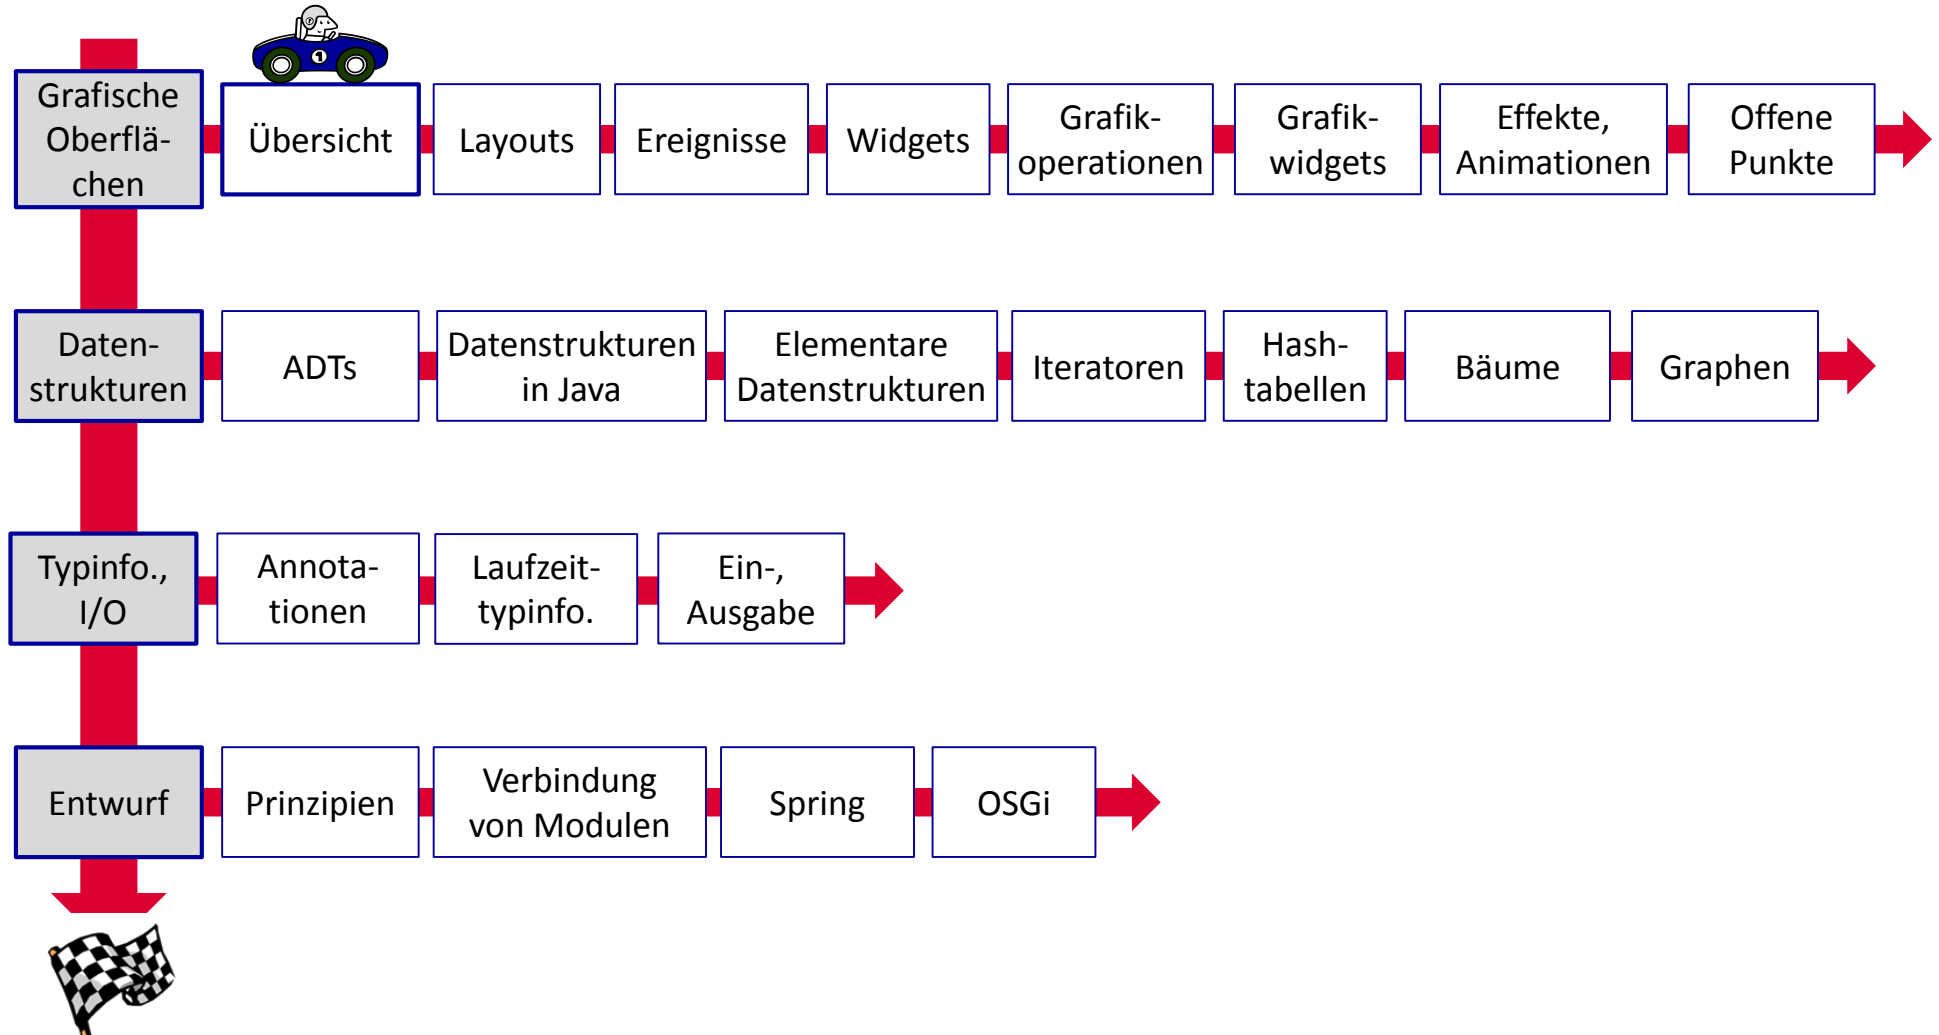 Grafische
Oberflä-
chen
Übersicht
1
Layouts
Ereignisse
Widgets
Grafik-
operationen
Grafik-
widgets
Effekte,
Animationen
Offene
Punkte
Daten-
strukturen
ADTs
Datenstrukturen
in Java
Elementare
Datenstrukturen
Iteratoren
Hash-
tabellen
Bäume
Graphen
Typinfo.,
I/O
Annota-
tionen
Laufzeit-
typinfo.
Ein-,
Ausgabe
Entwurf
Prinzipien
Verbindung
von Modulen
Spring
OSGi